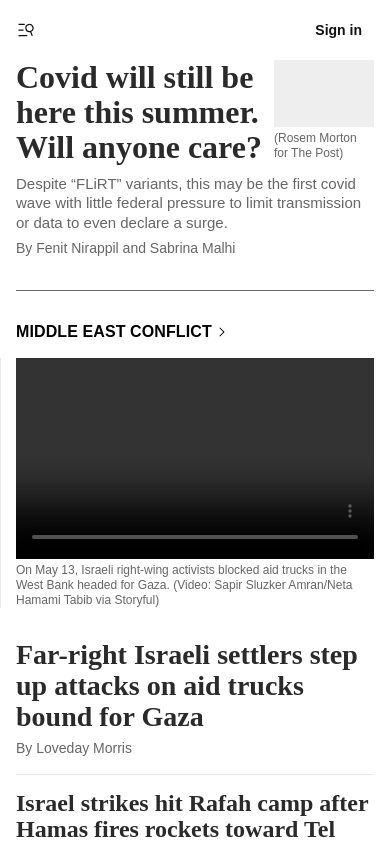 Sign in
Covid will still be
here this summer.
Will anyone care?
(Rosem Morton
for The Post)
Despite “FLiRT” variants, this may be the first covid
wave with little federal pressure to limit transmission
or data to even declare a surge.
By Fenit Nirappil and Sabrina Malhi
MIDDLE EAST CONFLICT
On May 13, Israeli right-wing activists blocked aid trucks in the
West Bank headed for Gaza. (Video: Sapir Sluzker Amran/Neta
Hamami Tabib via Storyful)
Far-right Israeli settlers step
up attacks on aid trucks
bound for Gaza
By Loveday Morris
Israel strikes hit Rafah camp after
Hamas fires rockets toward Tel